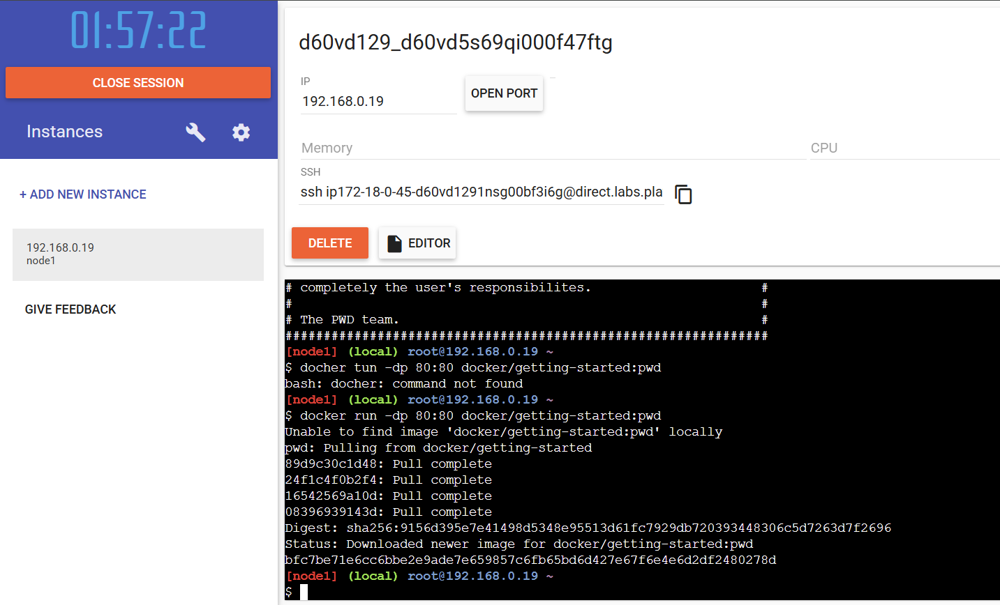 01:57:22
CLOSE SESSION
Instances
+ ADD NEW INSTANCE
192.168.0.19
node1
GIVE FEEDBACK
d60vd129_d60vd5s69qi000f47ftg
IP
192.168.0.19
OPEN PORT
Memory
CPU
SSH
ssh ip172-18-0-45-d60vd1291nsg00bf3i6g@direct.labs.pla
DELETE
EDITOR
# completely the user's responsibilites. #
# #
# The PWD team. #
###############################################################
[node1] (local) root@192.168.0.19 ~
$ docher tun -dp 80:80 docker/getting-started:pwd
bash: docher: command not found
[node1] (local) root@192.168.0.19 ~
$ docker run -dp 80:80 docker/getting-started:pwd
Unable to find image 'docker/getting-started:pwd' locally
pwd: Pulling from docker/getting-started
89d9c30c1d48: Pull complete
24f1c4f0b2f4: Pull complete
16542569a10d: Pull complete
08396939143d: Pull complete
Digest: sha256:9156d395e7e41498d5348e95513d61fc7929db720393448306c5d7263d7f2696
Status: Downloaded newer image for docker/getting-started:pwd
bfc7be71e6cc6bbe2e9ade7e659857c6fb65bd6d427e67f6e4e6d2df2480278d
[node1] (local) root@192.168.0.19 ~
$